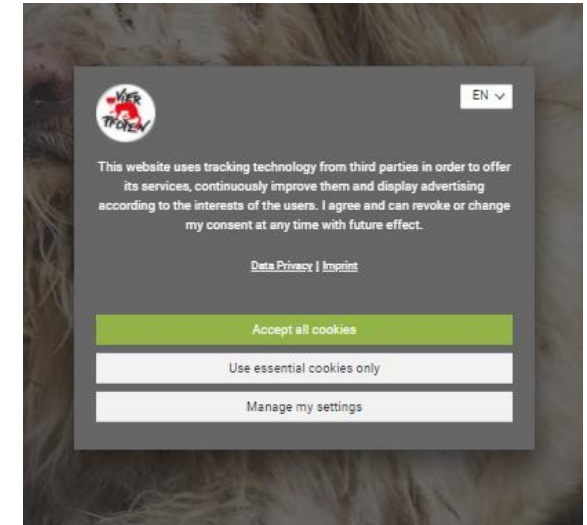 VIER
PFOTEN
EN
This website uses tracking technology from third parties in order to offer
its services, continuously improve them and display advertising
according to the interests of the users. I agree and can revoke or change
my consent at any time with future effect.
Data Privacy | Imprint
Accept all cookies
Use essential cookies only
Manage my settings